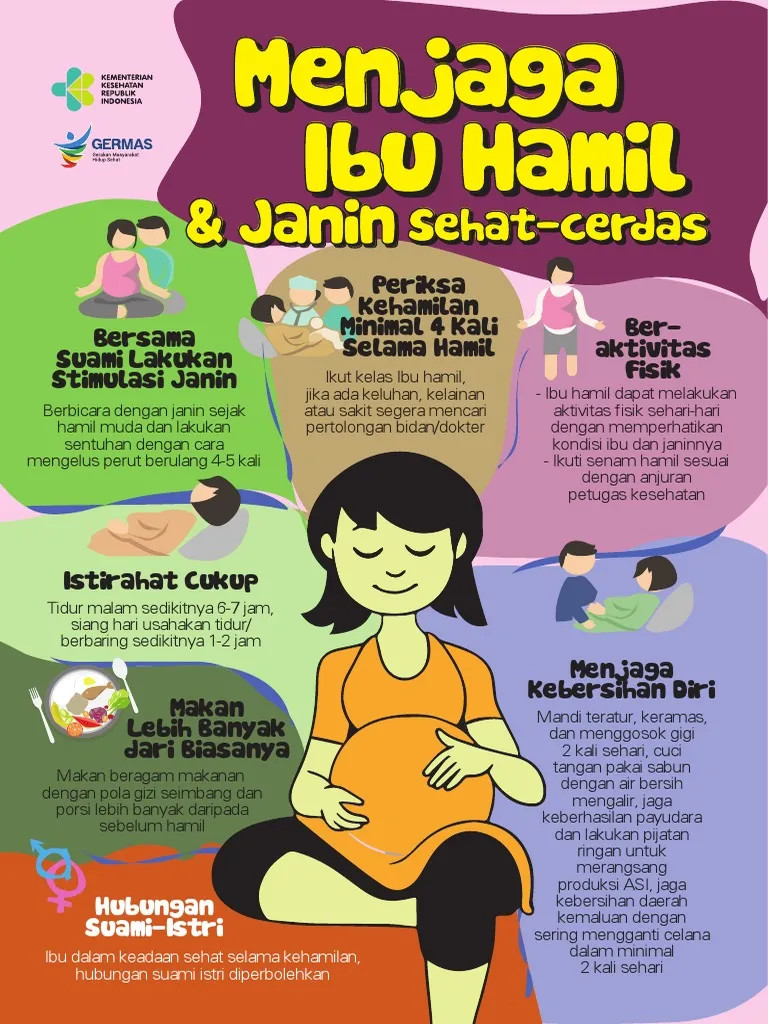 KEMENTERIAN
KESEHATAN
REPUBLIK
INDONESIA
GERMAS
Gerakan Masyarakat
Hidup Sehat
Menjaga
Ibu Hamil
& Janin Sehat-cerdas
Bersama
Suami Lakukan
Stimulasi Janin
Berbicara dengan janin sejak
hamil muda dan lakukan
sentuhan dengan cara
mengelus perut berulang 4-5 kali
Periksa
Kehamilan
Minimal 4 Kali
Selama Hamil
Ikut kelas Ibu hamil,
jika ada keluhan, kelainan
atau sakit segera mencari
pertolongan bidan/dokter
Ber-
aktivitas
Fisik
- Ibu hamil dapat melakukan
aktivitas fisik sehari-hari
dengan memperhatikan
kondisi ibu dan janinnya
- Ikuti senam hamil sesuai
dengan anjuran
petugas kesehatan
Istirahat Cukup
Tidur malam sedikitnya 6-7 jam,
siang hari usahakan tidur/
berbaring sedikitnya 1-2 jam
Makan
Lebih Banyak
dari Biasanya
Makan beragam makanan
dengan pola gizi seimbang dan
porsi lebih banyak daripada
sebelum hamil
Menjaga
Kebersihan Diri
Mandi teratur, keramas,
dan menggosok gigi
2 kali sehari, cuci
tangan pakai sabun
dengan air bersih
mengalir, jaga
keberhasilan payudara
dan lakukan pijatan
ringan untuk
merangsang
produksi ASI, jaga
kebersihan daerah
kemaluan dengan
sering mengganti celana
dalam minimal
2 kali sehari
Hubungan
Suami-Istri
Ibu dalam keadaan sehat selama kehamilan,
hubungan suami istri diperbolehkan